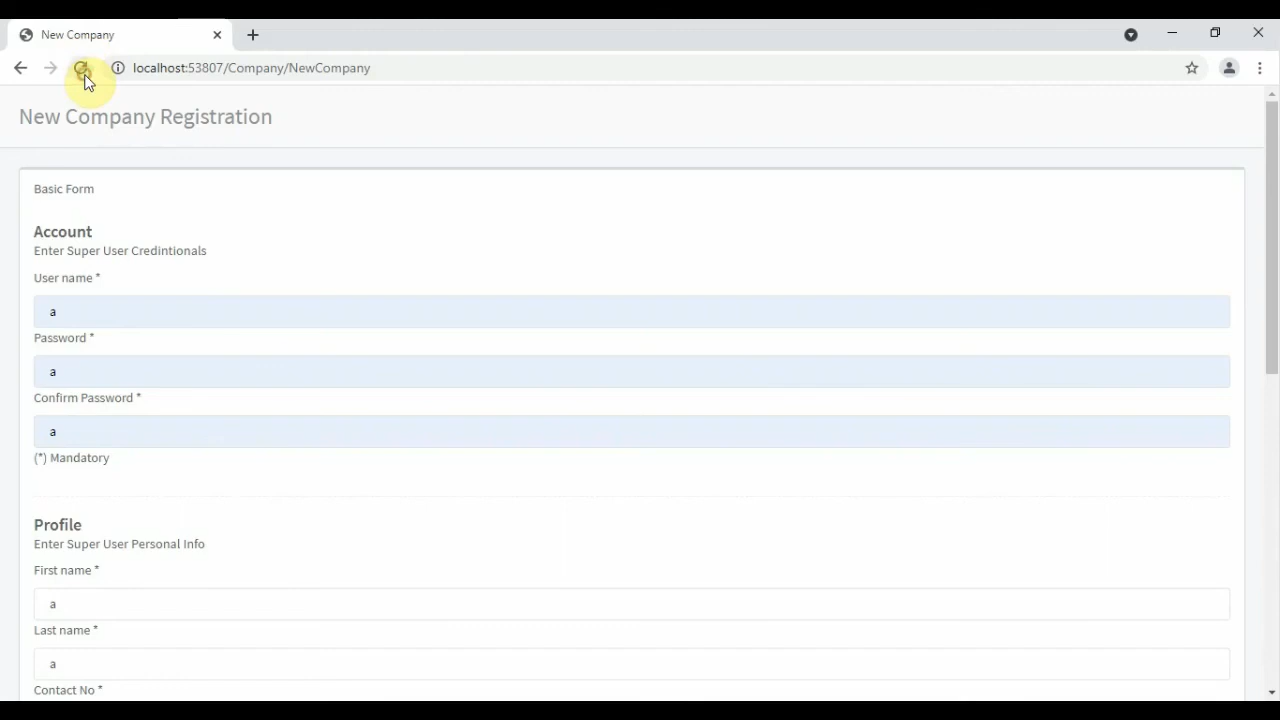 New Company
localhost:53807/Company/NewCompany
New Company Registration
Basic Form
Account
Enter Super User Credintionals
User name *
a
Password *
a
Confirm Password *
a
(*) Mandatory
Profile
Enter Super User Personal Info
First name *
a
Last name *
a
Contact No *